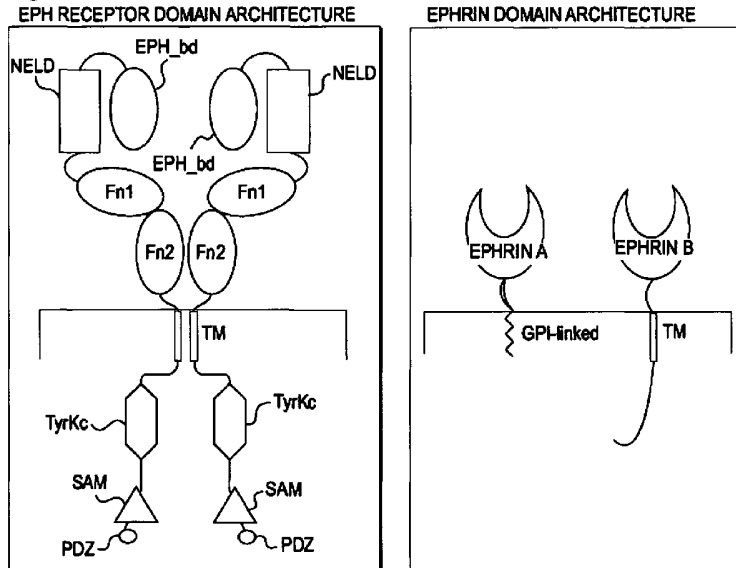 EPH RECEPTOR DOMAIN ARCHITECTURE
EPH_bd
NELD
NELD
EPH_bd
Fn1
Fn1
Fn2
Fn2
TM
TyrKc
TyrKc
SAM
SAM
PDZ
PDZ
EPHRIN DOMAIN ARCHITECTURE
EPHRIN A
EPHRIN B
GPI-linked
TM